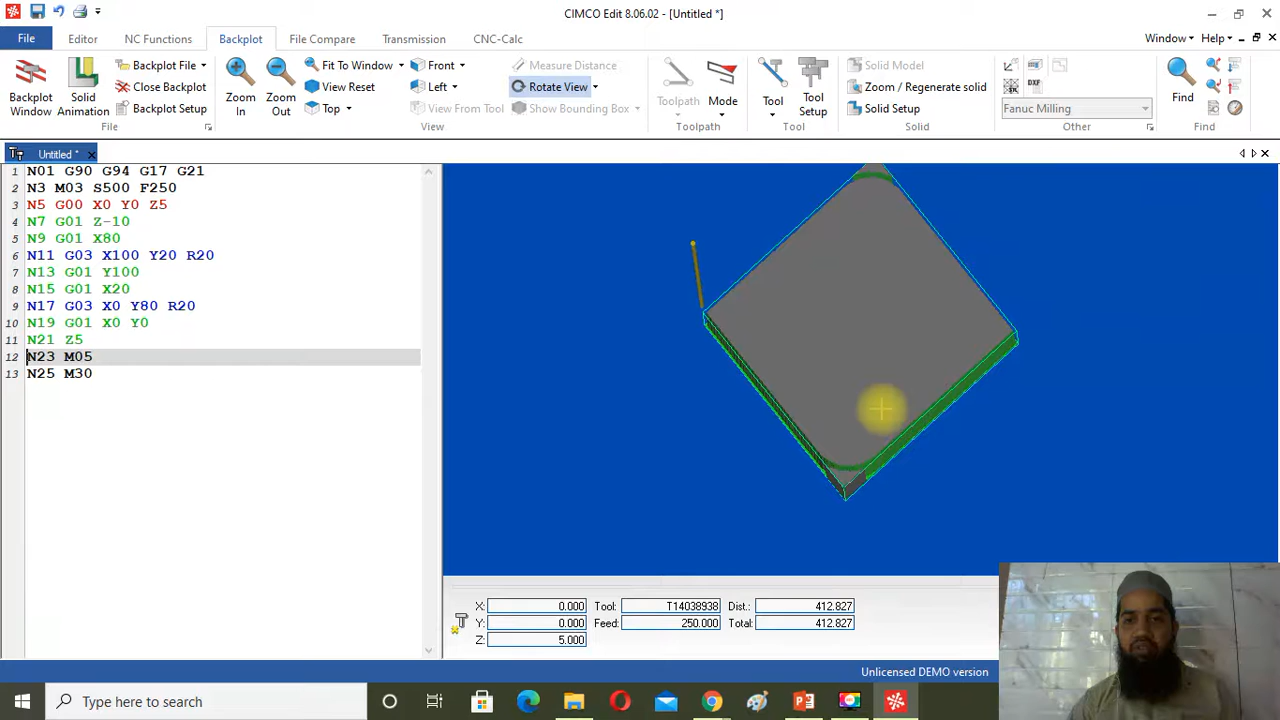 CIMCO Edit 8.06.02 - [Untitled *]
File Editor NC Functions Backplot File Compare Transmission CNC-Calc Window Help
Backplot Window
Solid Animation
Backplot File
Close Backplot
Backplot Setup
File
Zoom In
Zoom Out
Fit To Window
View Reset
Top
Front
Left
View From Tool
Measure Distance
Rotate View
Show Bounding Box
View
Toolpath
Mode
Toolpath
Tool
Tool Setup
Tool
Solid Model
Zoom / Regenerate solid
Solid Setup
Solid
DXF
Fanuc Milling
Other
Find
Find
Untitled *
1 N01 G90 G94 G17 G21
2 N3 M03 S500 F250
3 N5 G00 X0 Y0 Z5
4 N7 G01 Z-10
5 N9 G01 X80
6 N11 G03 X100 Y20 R20
7 N13 G01 Y100
8 N15 G01 X20
9 N17 G03 X0 Y80 R20
10 N19 G01 X0 Y0
11 N21 Z5
12 N23 M05
13 N25 M30
X: 0.000 Tool: T14038938 Dist.: 412.827
Y: 0.000 Feed: 250.000 Total: 412.827
Z: 5.000
Unlicensed DEMO version
Type here to search